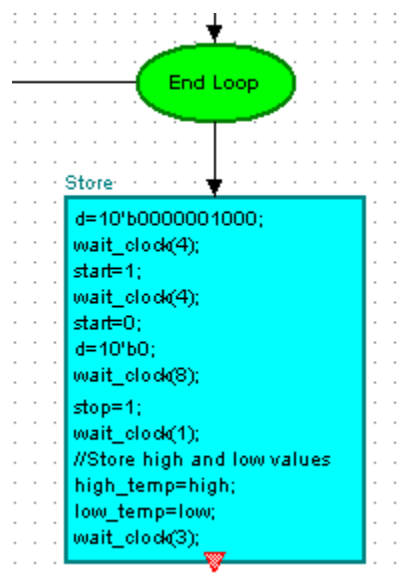 End Loop
Store
d=10'b0000001000;
wait_clock(4);
start=1;
wait_clock(4);
start=0;
d=10'b0;
wait_clock(8);
stop=1;
wait_clock(1);
//Store high and low values
high_temp=high;
low_temp=low;
wait_clock(3);